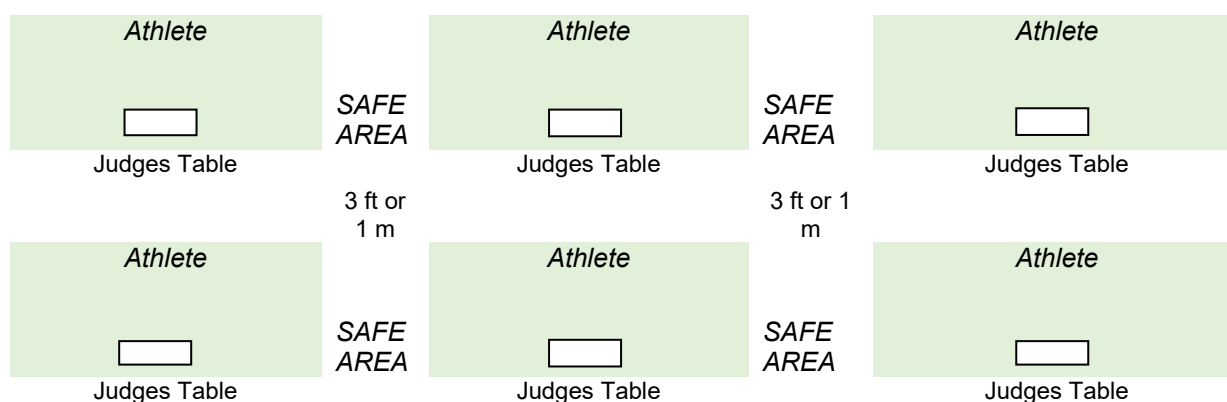 Athlete Athlete Athlete
SAFE SAFE
AREA AREA
Judges Table Judges Table Judges Table
3 ft or 3 ft or 1
1 m m
Athlete Athlete Athlete
SAFE SAFE
AREA AREA
Judges Table Judges Table Judges Table